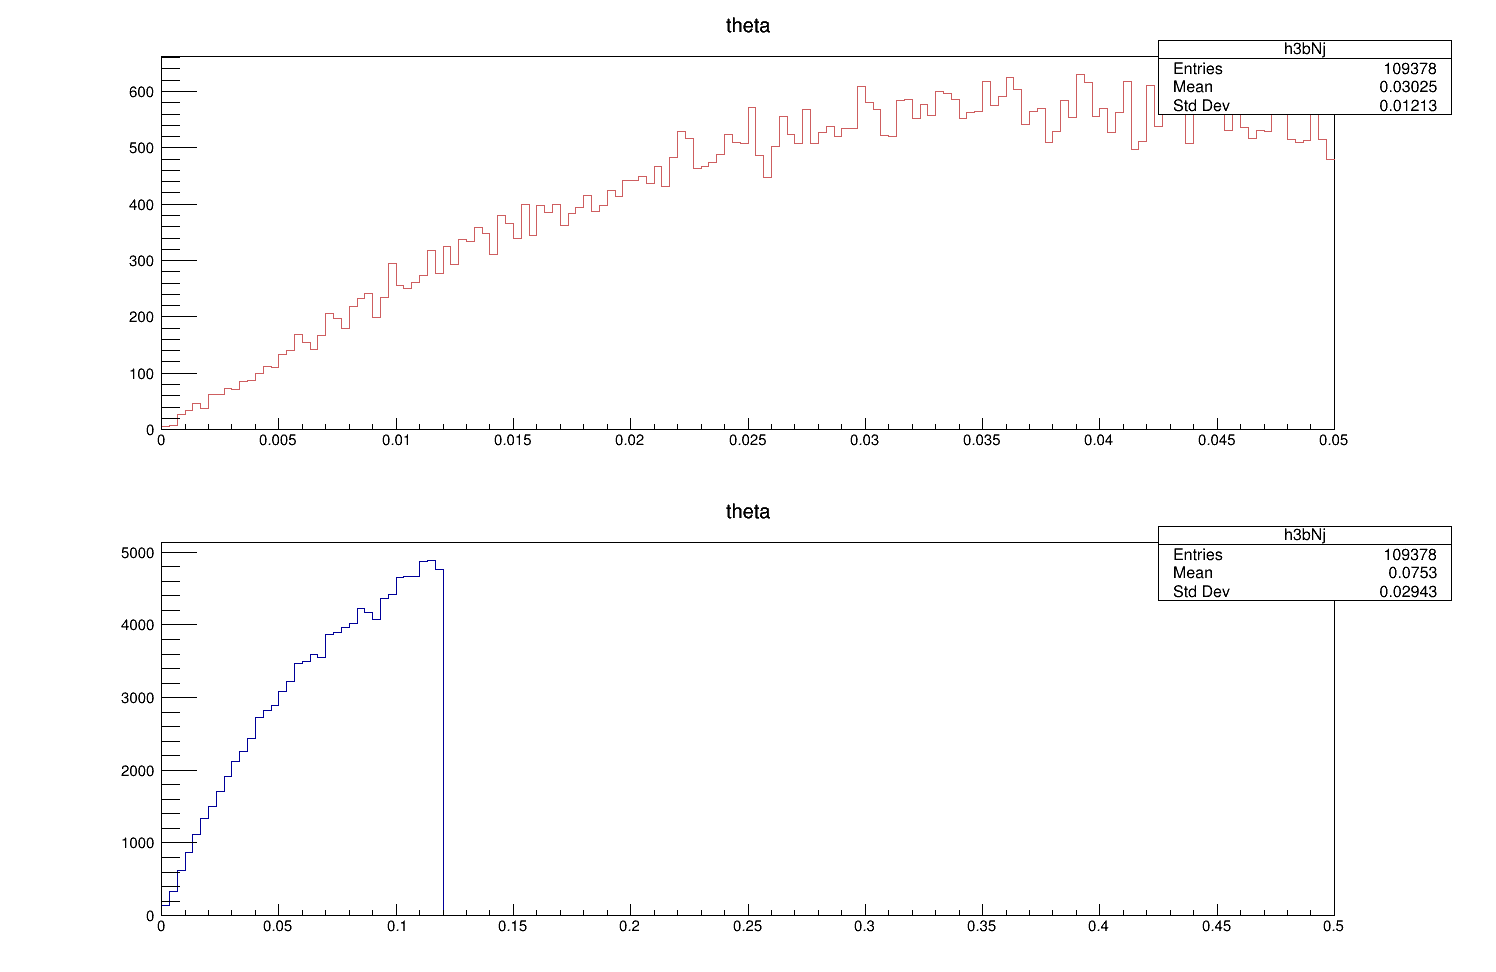 theta
h3bNj
Entries 109378
Mean 0.03025
Std Dev 0.01213
600
500
400
300
200
100
0
0 0.005 0.01 0.015 0.02 0.025 0.03 0.035 0.04 0.045 0.05
theta
h3bNj
Entries 109378
Mean 0.0753
Std Dev 0.02943
5000
4000
3000
2000
1000
0
0 0.05 0.1 0.15 0.2 0.25 0.3 0.35 0.4 0.45 0.5